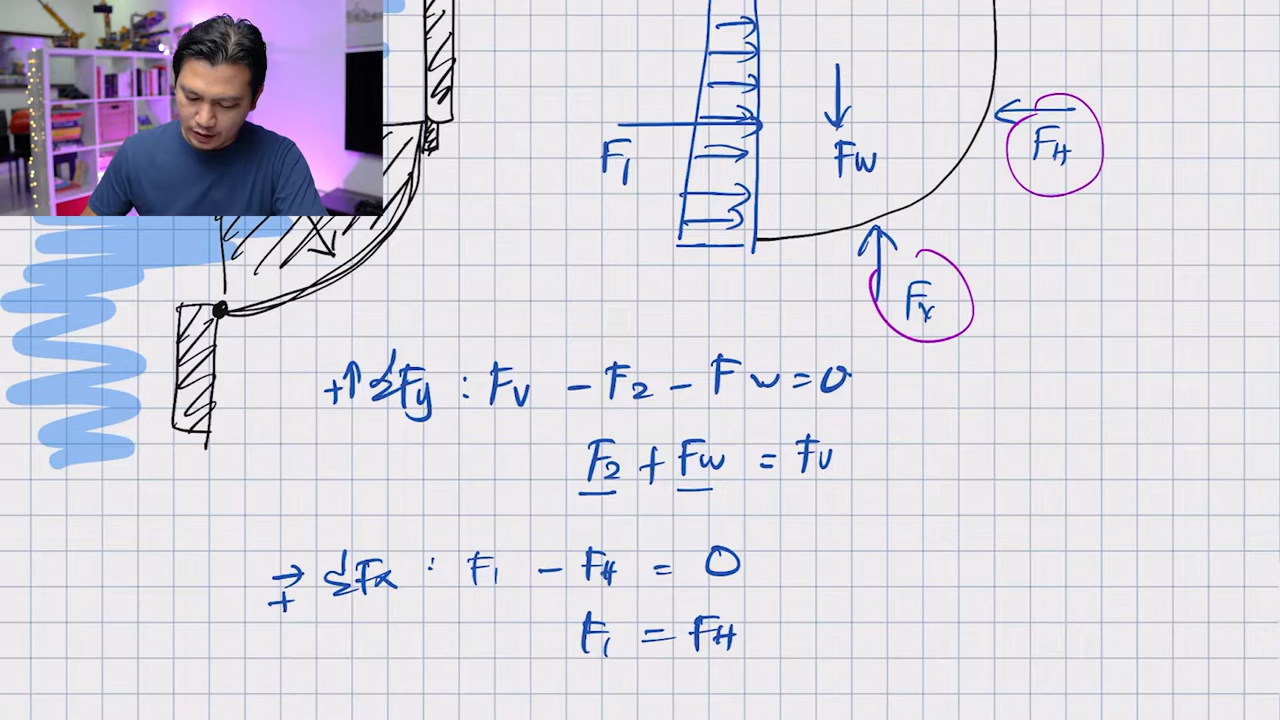 F1
FW
FH
Fv
+↑ ΣFy : Fv - F2 - Fw = 0
F2 + Fw = Fv
→+ ΣFx : F1 - FH = 0
F1 = FH